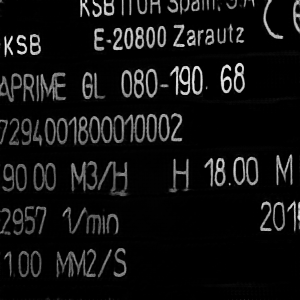 KSB ITUR Spain, S.A
KSB E-20800 Zarautz
APRIME GL 080-190 68
7294001800010002
90 00 M3/H H 18.00 M
2957 1/min 201
1.00 MM2/S